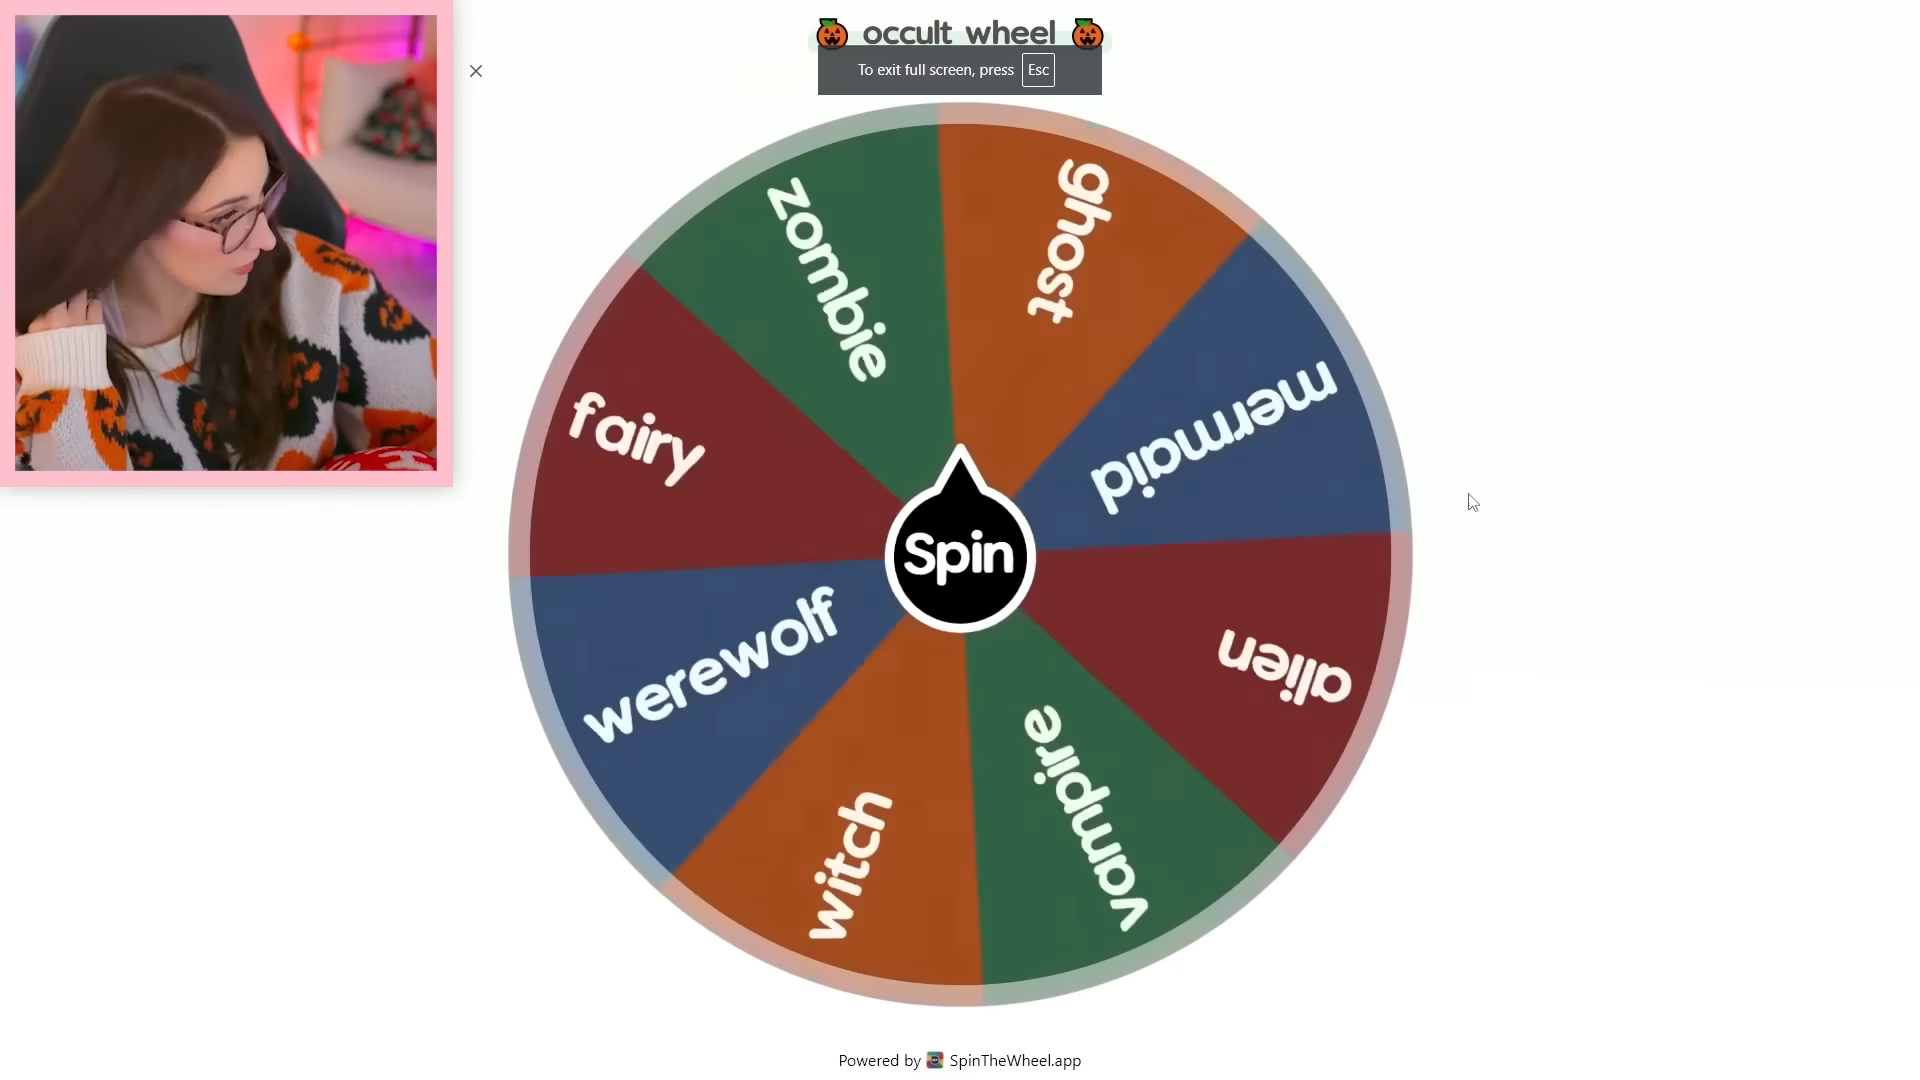 occult wheel
To exit full screen, press Esc
zombie
ghost
mermaid
fairy
Spin
alien
werewolf
vampire
witch
Powered by SpinTheWheel.app